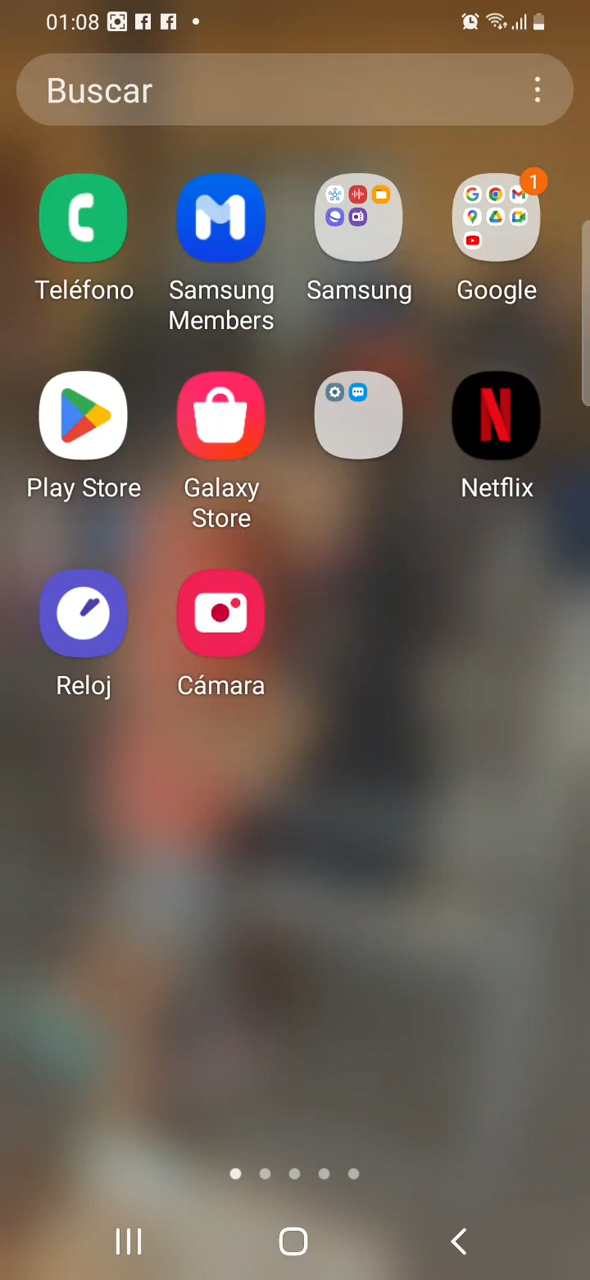 01:08
Buscar
1
Teléfono
Samsung Members
Samsung
Google
Play Store
Galaxy Store
Netflix
Reloj
Cámara